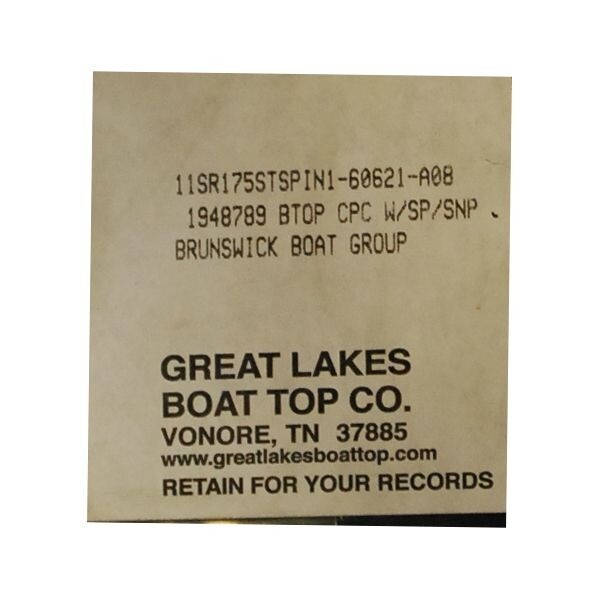 11SR175STSPIN1-60621-A08
1948789 BTOP CPC W/SP/SNP
BRUNSWICK BOAT GROUP
GREAT LAKES
BOAT TOP CO.
VONORE, TN 37885
www.greatlakesboattop.com
RETAIN FOR YOUR RECORDS